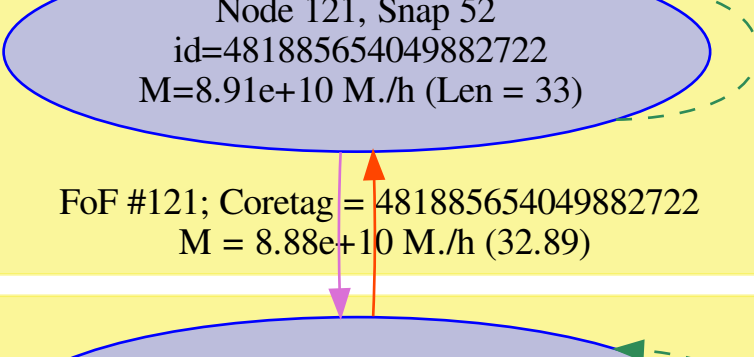 Node 121, Snap 52
id=481885654049882722
M=8.91e+10 M./h (Len = 33)
FoF #121; Coretag = 481885654049882722
M = 8.88e+10 M./h (32.89)